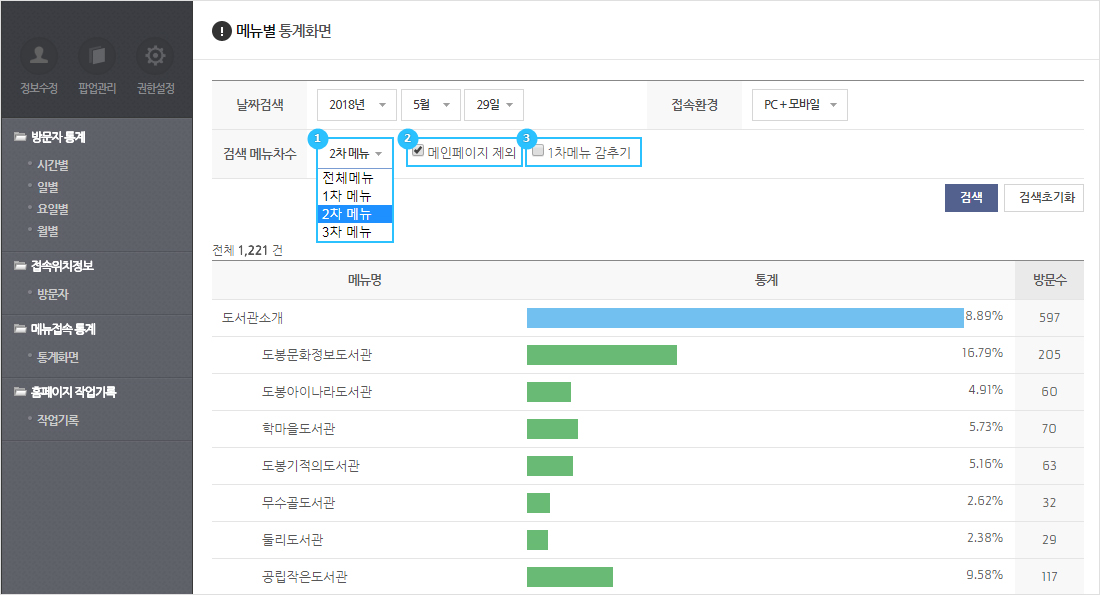 정보수정 팝업관리 권한설정
방문자 통계
시간별
일별
요일별
월별
접속위치정보
방문자
메뉴접속 통계
통계화면
홈페이지 작업기록
작업기록
! 메뉴별 통계화면
날짜검색 2018년 5월 29일 접속환경 PC+모바일
1 2 3
검색 메뉴차수 2차메뉴 메인페이지 제외 1차메뉴 감추기
전체메뉴
1차 메뉴
2차 메뉴
3차 메뉴
검색 검색초기화
전체 1,221 건
메뉴명 통계 방문수
도서관소개 8.89% 597
도봉문화정보도서관 16.79% 205
도봉아이나라도서관 4.91% 60
학마을도서관 5.73% 70
도봉기적의도서관 5.16% 63
무수골도서관 2.62% 32
둘리도서관 2.38% 29
공립작은도서관 9.58% 117